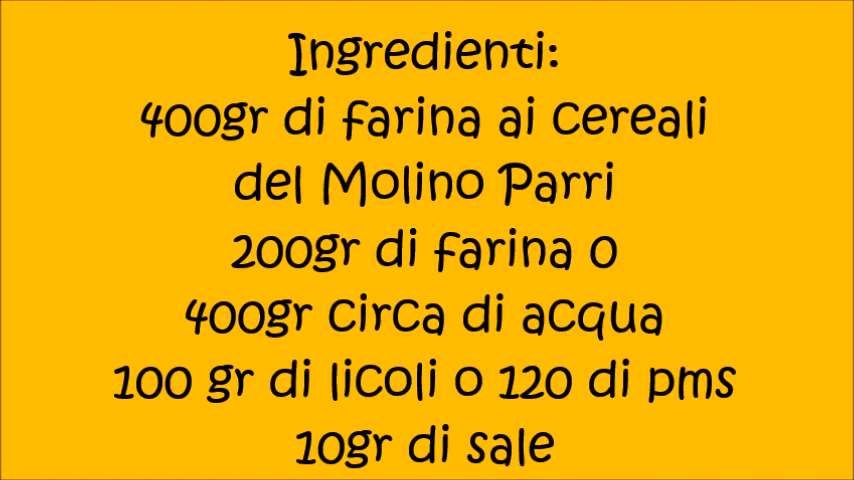 Ingredienti:
400gr di farina ai cereali
del Molino Parri
200gr di farina 0
400gr circa di acqua
100 gr di licoli o 120 di pms
10gr di sale